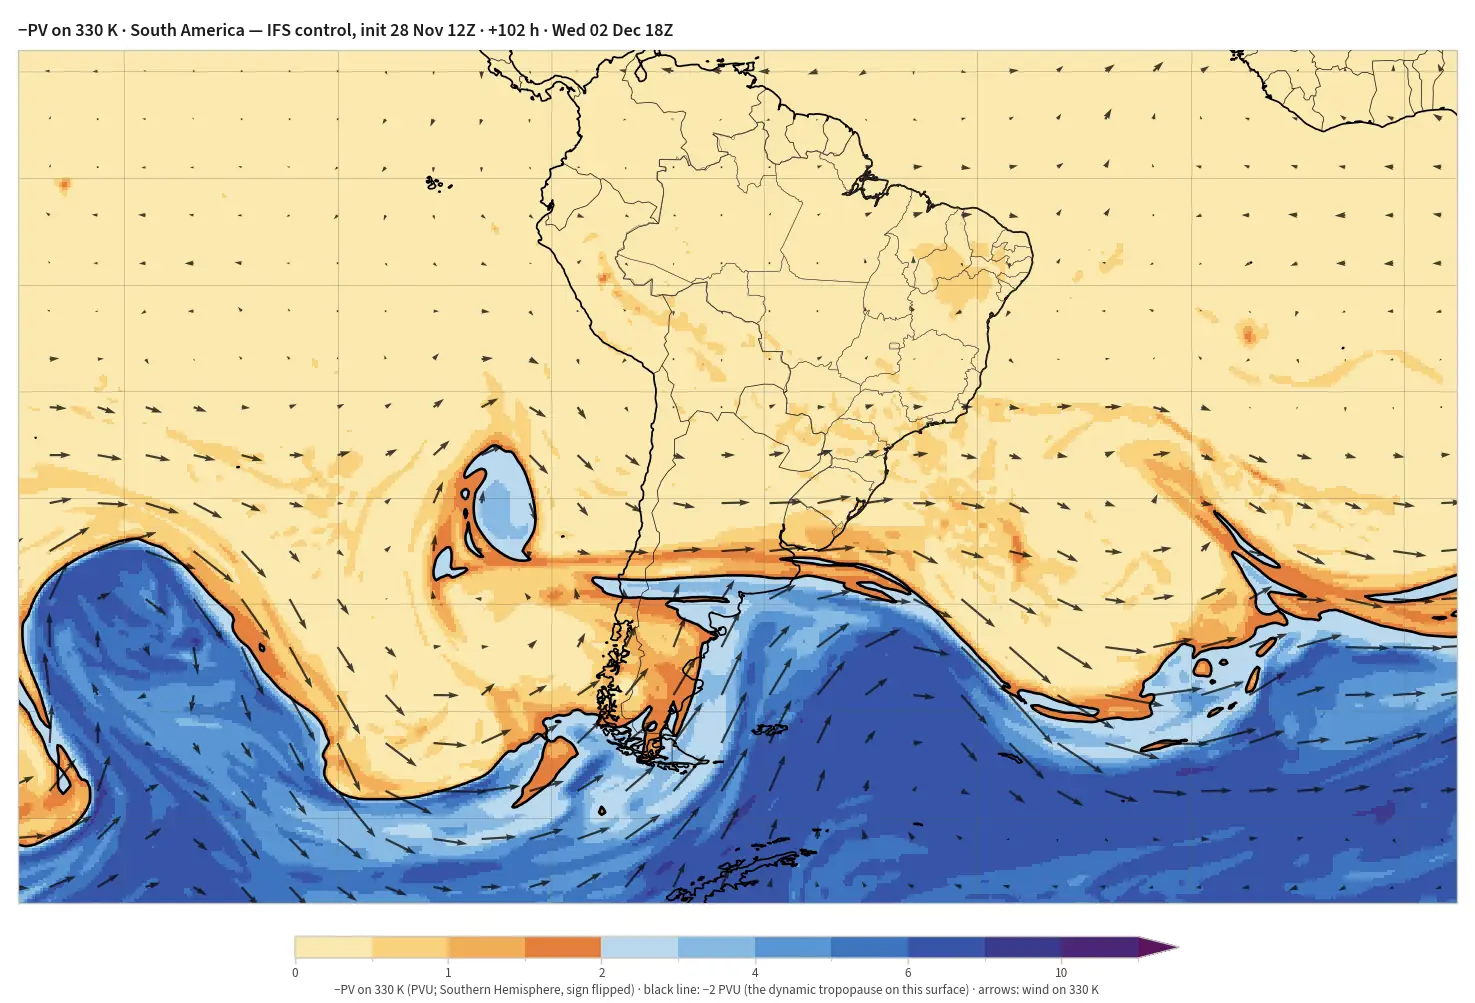 −PV on 330 K · South America — IFS control, init 28 Nov 12Z · +102 h · Wed 02 Dec 18Z
0 1 2 4 6 10
−PV on 330 K (PVU; Southern Hemisphere, sign flipped) · black line: −2 PVU (the dynamic tropopause on this surface) · arrows: wind on 330 K